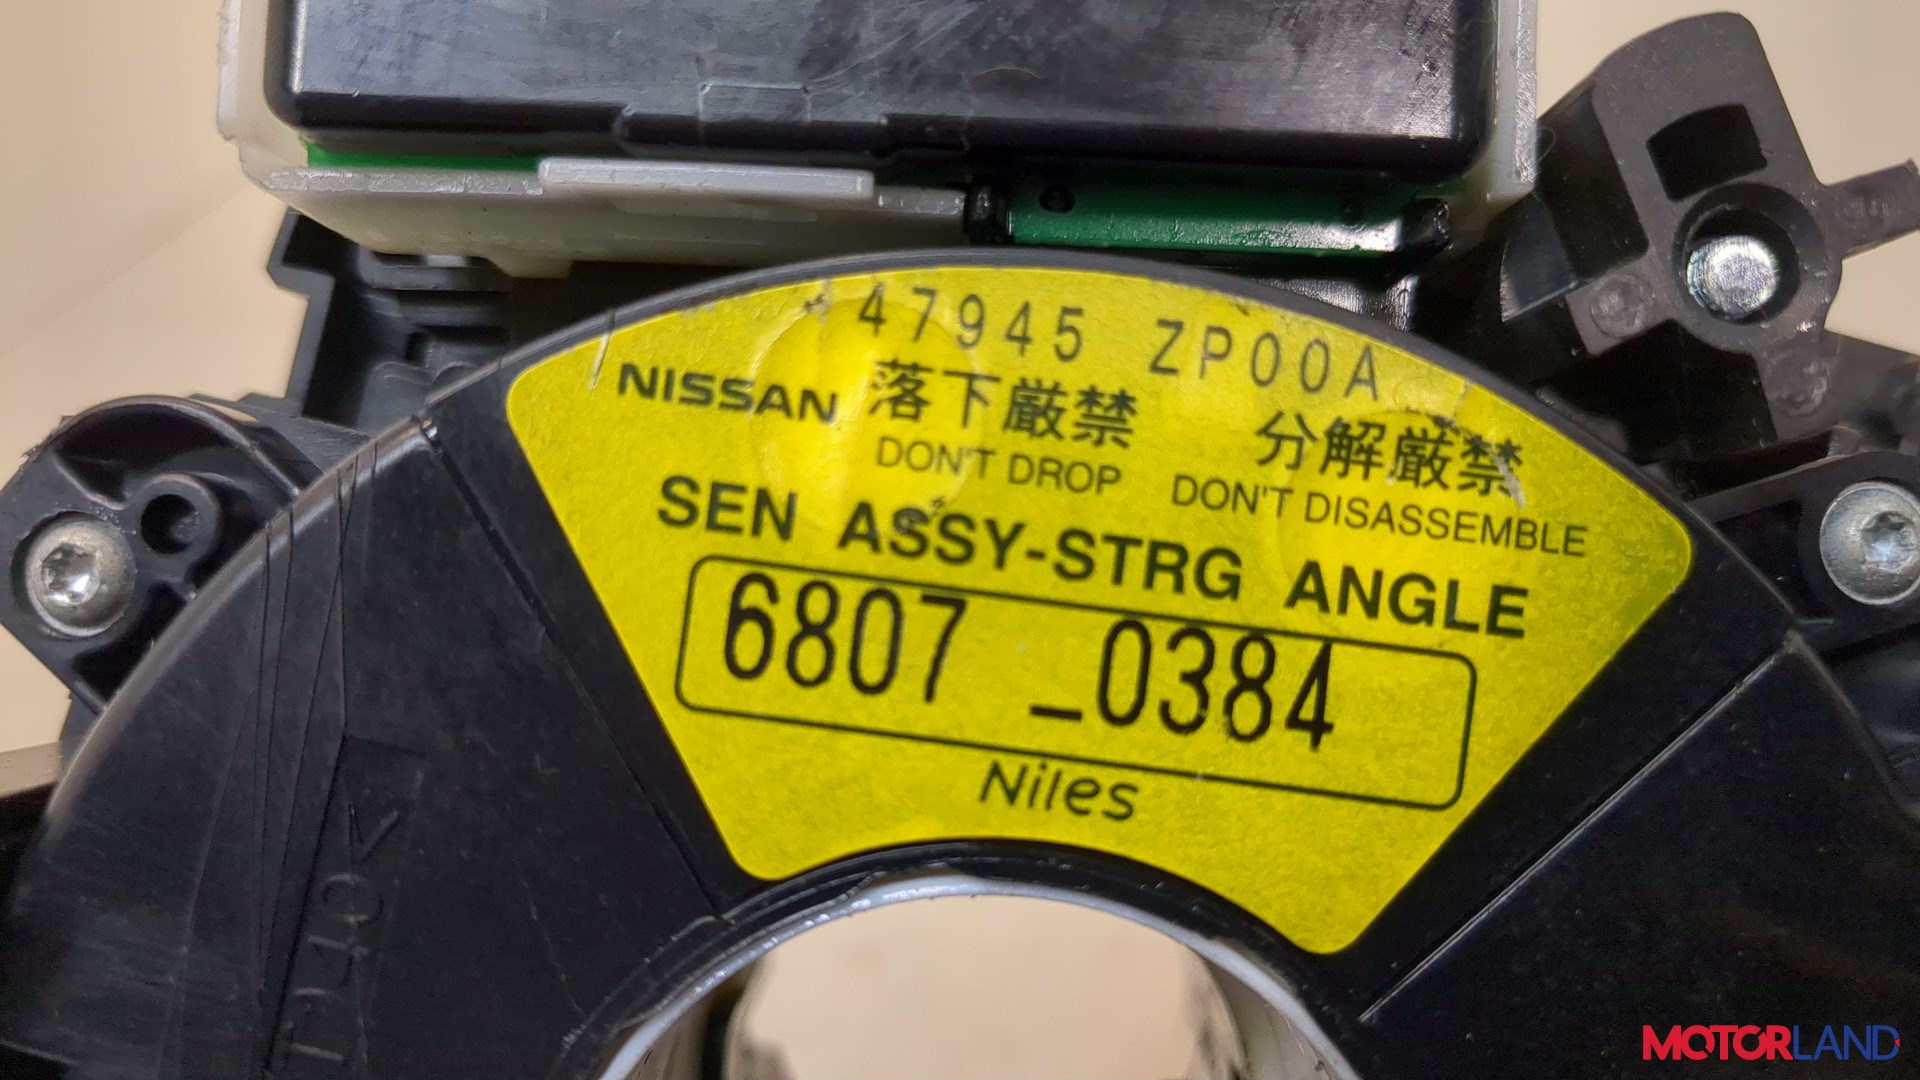 47945 ZP00A
NISSAN 落下厳禁 分解厳禁
DON'T DROP DON'T DISASSEMBLE
SEN ASSY-STRG ANGLE
6807 _0384
Niles
MOTORLAND